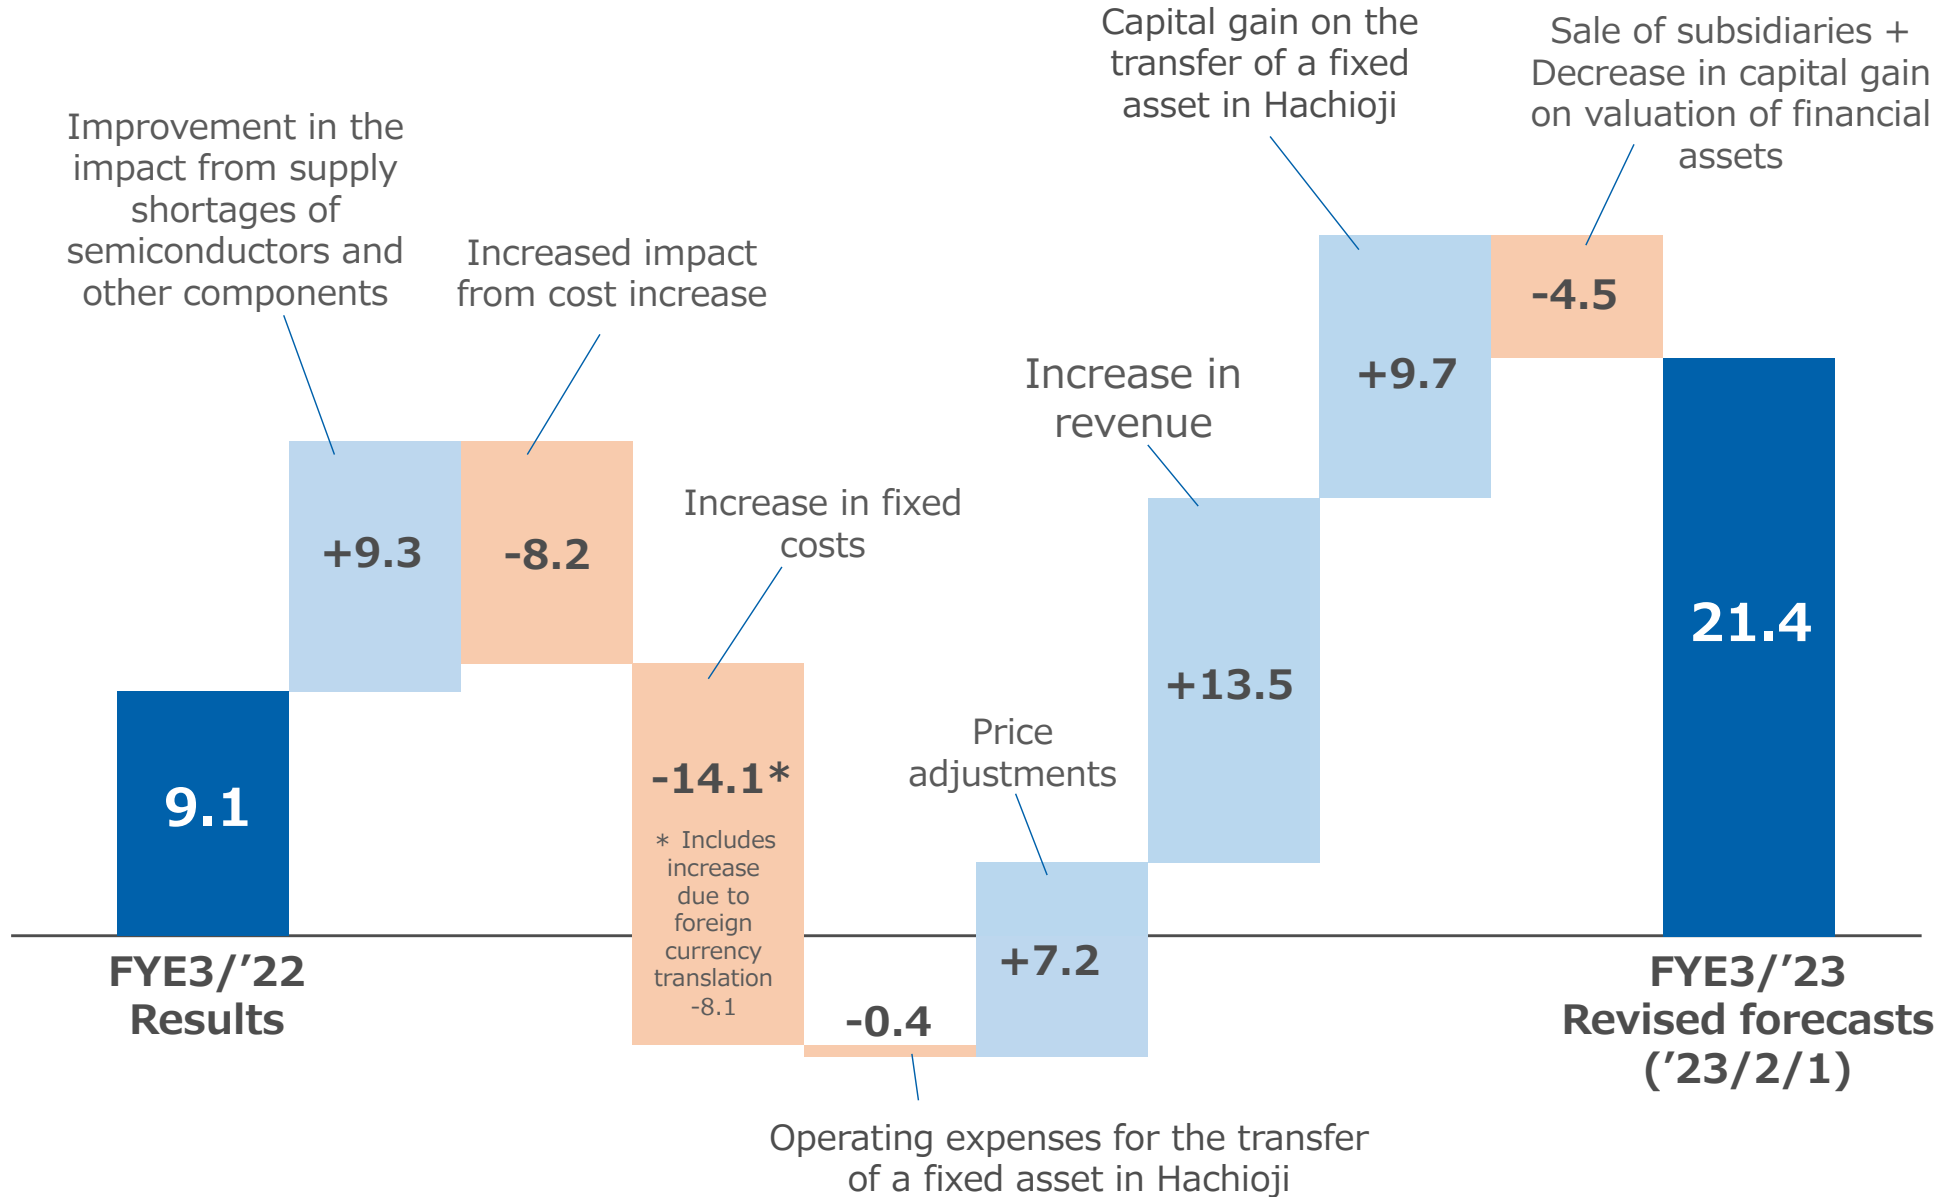 Improvement in the
impact from supply
shortages of
semiconductors and
other components
+9.3
Increased impact
from cost increase
-8.2
Increase in fixed
costs
-14.1*
* Includes
increase
due to
foreign
currency
translation
-8.1
-0.4
Operating expenses for the transfer
of a fixed asset in Hachioji
Price
adjustments
+7.2
Increase in
revenue
+13.5
Capital gain on the
transfer of a fixed
asset in Hachioji
+9.7
Sale of subsidiaries +
Decrease in capital gain
on valuation of financial
assets
-4.5
9.1
FYE3/’22
Results
21.4
FYE3/’23
Revised forecasts
(’23/2/1)